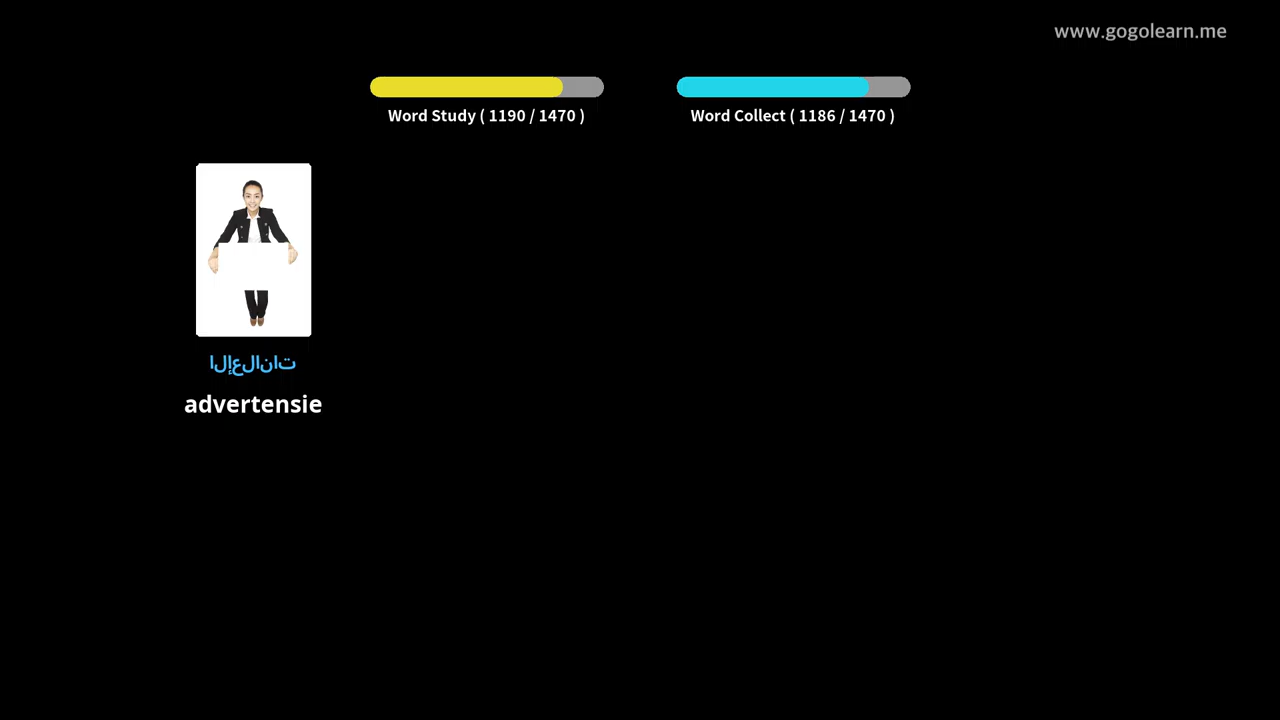 www.gogolearn.me
Word Study ( 1190 / 1470 )
Word Collect ( 1186 / 1470 )
الإعلانات
advertensie